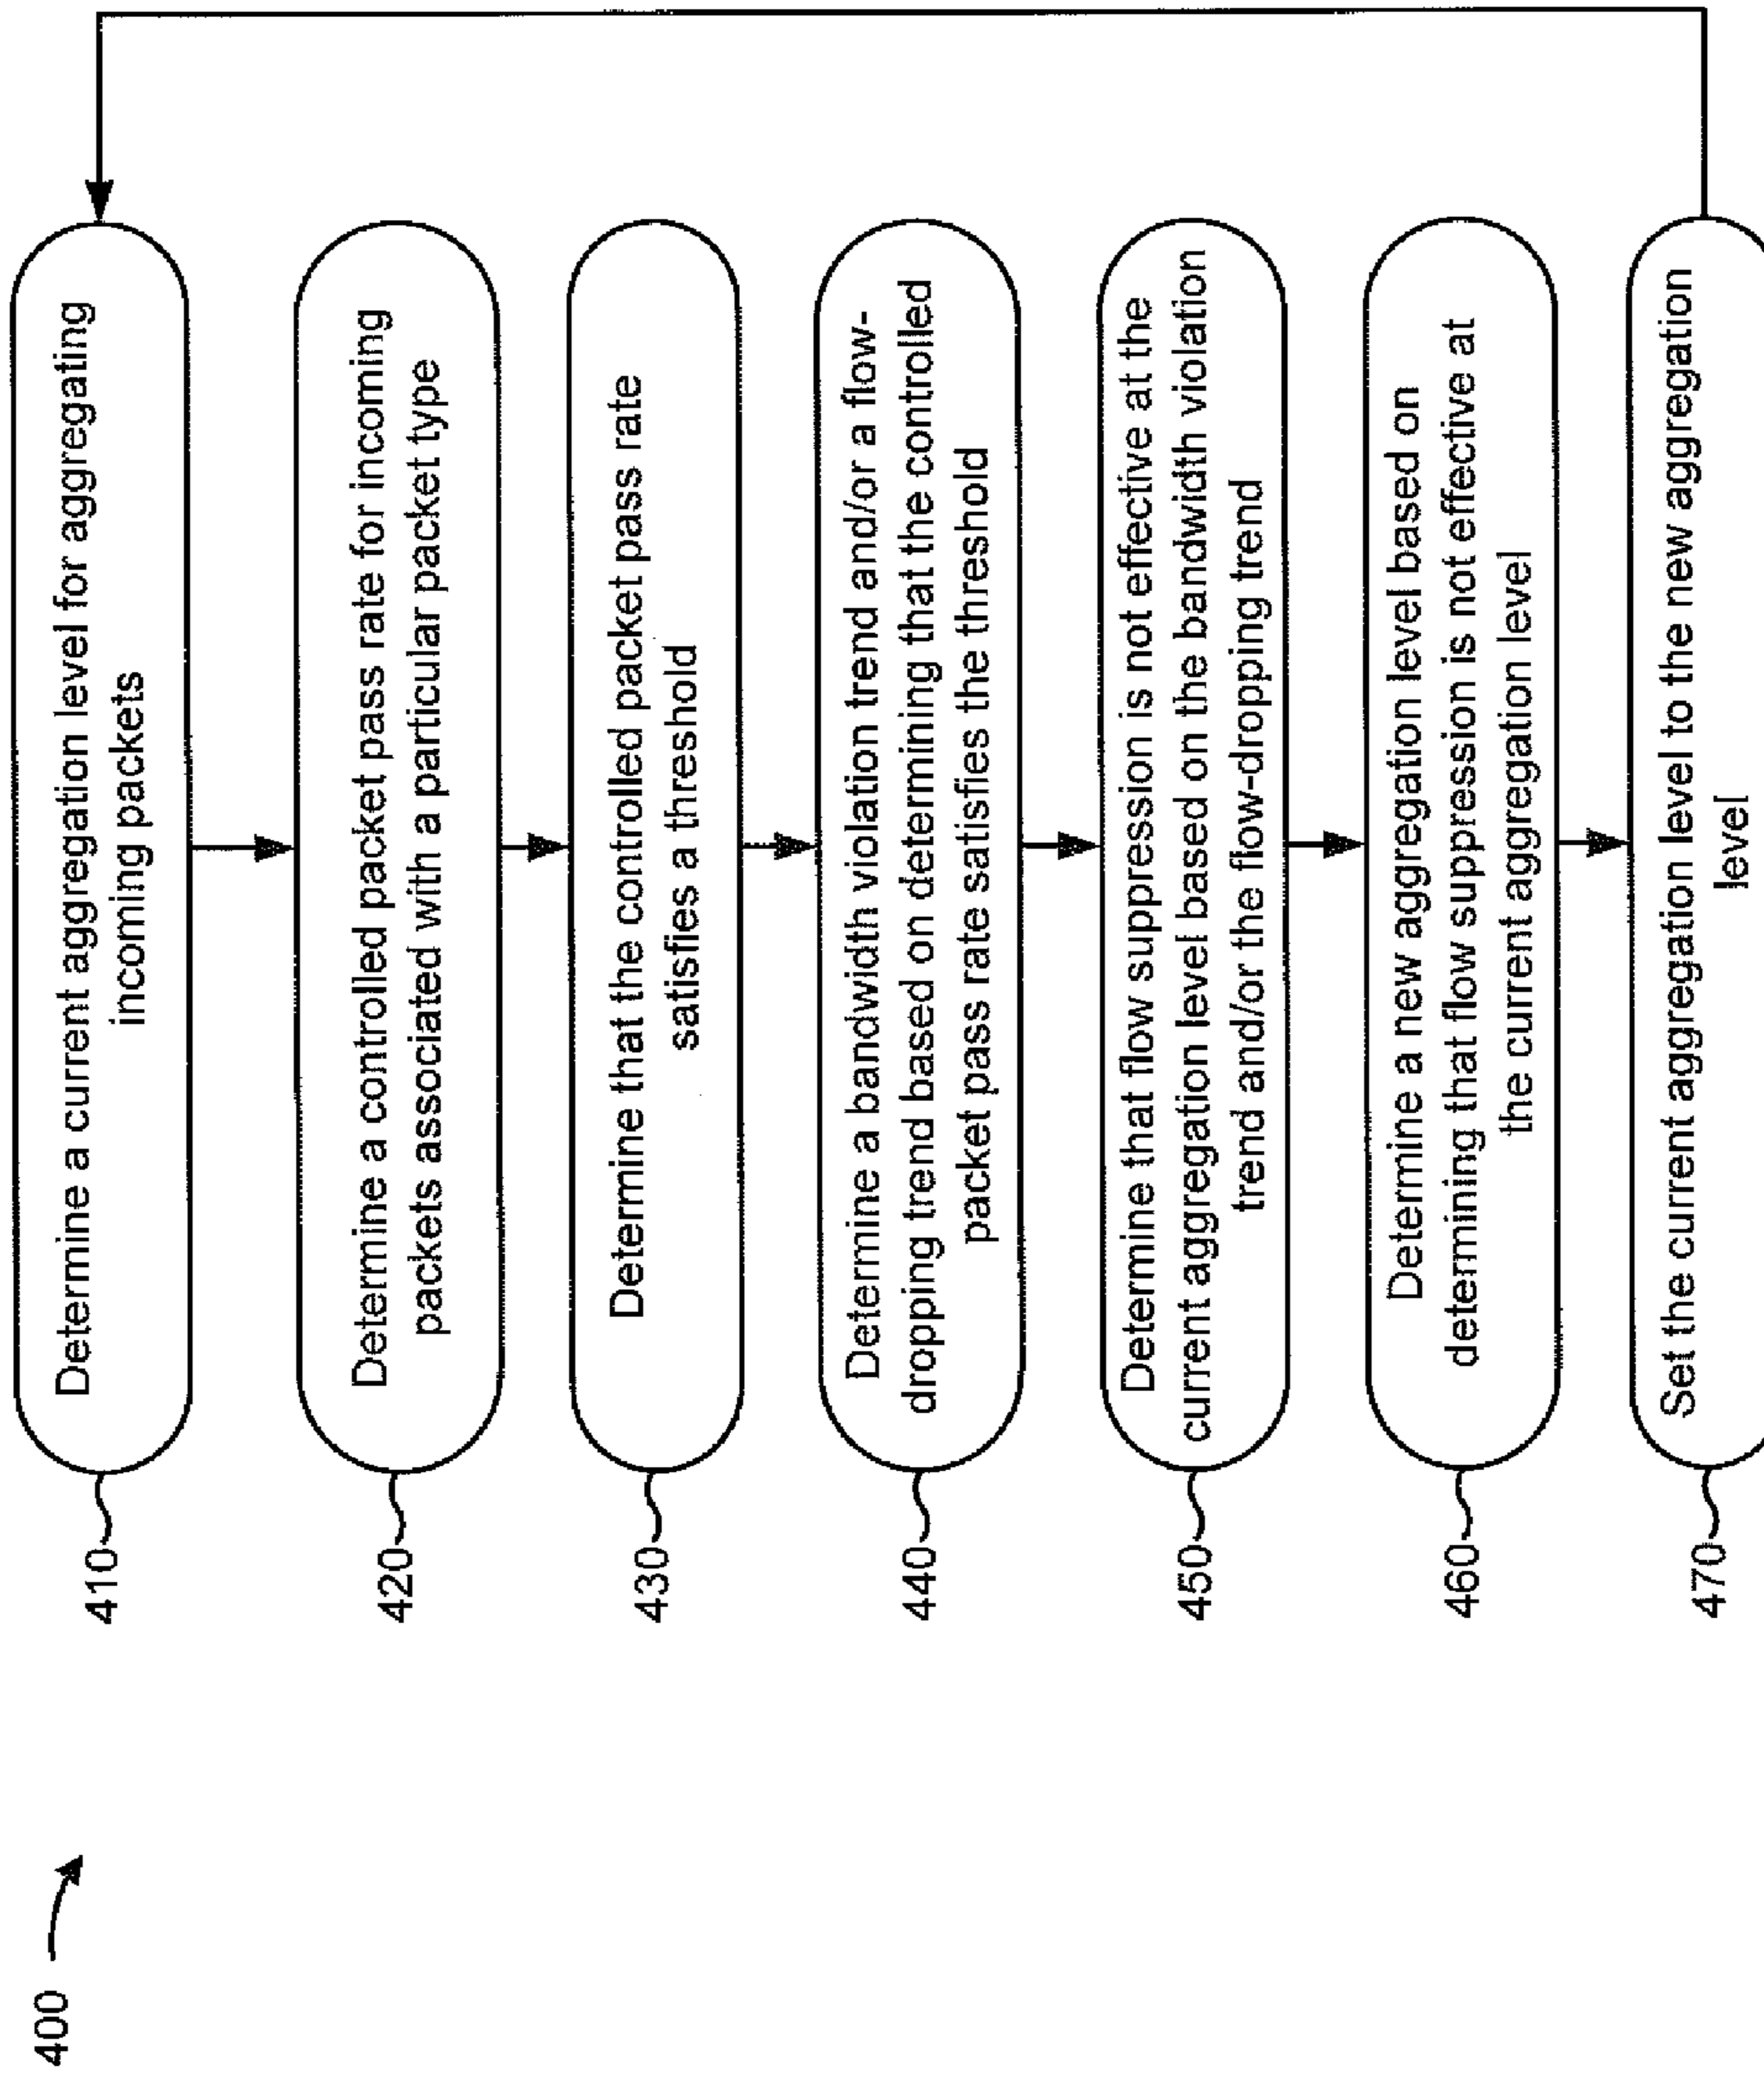 400
410
Determine a current aggregation level for aggregating
incoming packets
420
Determine a controlled packet pass rate for incoming
packets associated with a particular packet type
430
Determine that the controlled packet pass rate
satisfies a threshold
440
Determine a bandwidth violation trend and/or a flow-
dropping trend based on determining that the controlled
packet pass rate satisfies the threshold
450
Determine that flow suppression is not effective at the
current aggregation level based on the bandwidth violation
trend and/or the flow-dropping trend
460
Determine a new aggregation level based on
determining that flow suppression is not effective at
the current aggregation level
470
Set the current aggregation level to the new aggregation
level